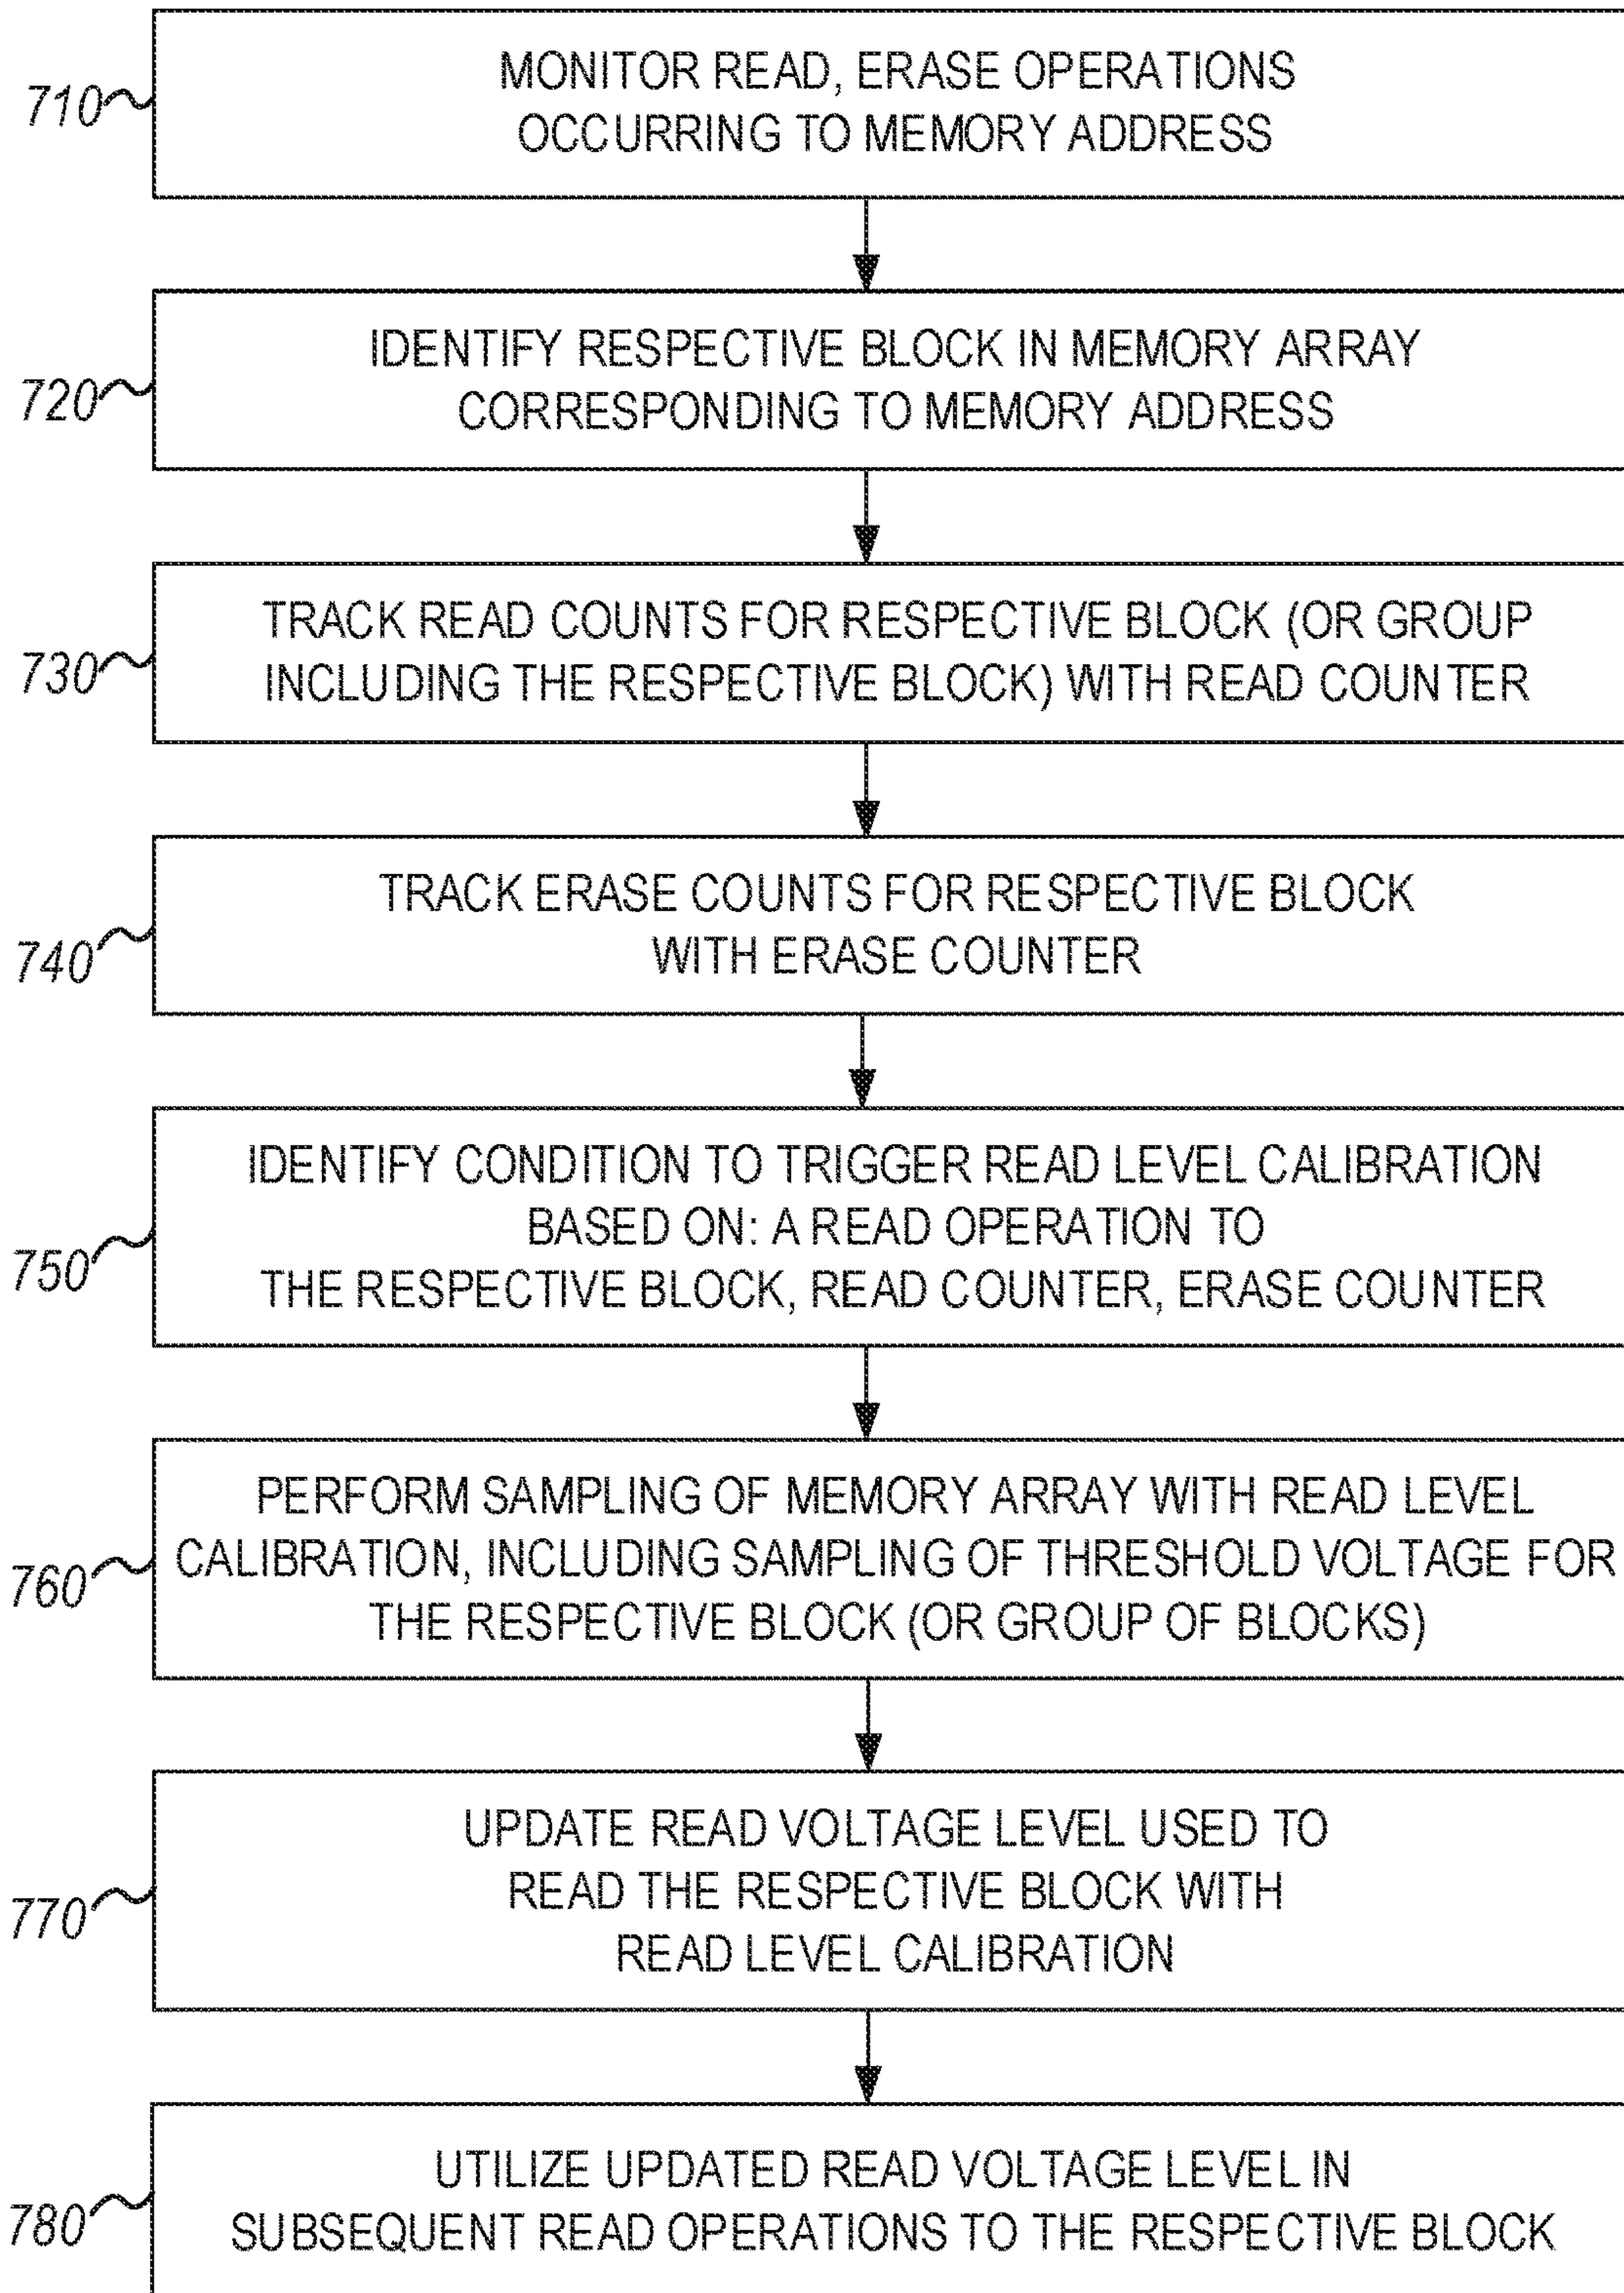 710
MONITOR READ, ERASE OPERATIONS
OCCURRING TO MEMORY ADDRESS
720
IDENTIFY RESPECTIVE BLOCK IN MEMORY ARRAY
CORRESPONDING TO MEMORY ADDRESS
730
TRACK READ COUNTS FOR RESPECTIVE BLOCK (OR GROUP
INCLUDING THE RESPECTIVE BLOCK) WITH READ COUNTER
740
TRACK ERASE COUNTS FOR RESPECTIVE BLOCK
WITH ERASE COUNTER
750
IDENTIFY CONDITION TO TRIGGER READ LEVEL CALIBRATION
BASED ON: A READ OPERATION TO
THE RESPECTIVE BLOCK, READ COUNTER, ERASE COUNTER
760
PERFORM SAMPLING OF MEMORY ARRAY WITH READ LEVEL
CALIBRATION, INCLUDING SAMPLING OF THRESHOLD VOLTAGE FOR
THE RESPECTIVE BLOCK (OR GROUP OF BLOCKS)
770
UPDATE READ VOLTAGE LEVEL USED TO
READ THE RESPECTIVE BLOCK WITH
READ LEVEL CALIBRATION
780
UTILIZE UPDATED READ VOLTAGE LEVEL IN
SUBSEQUENT READ OPERATIONS TO THE RESPECTIVE BLOCK